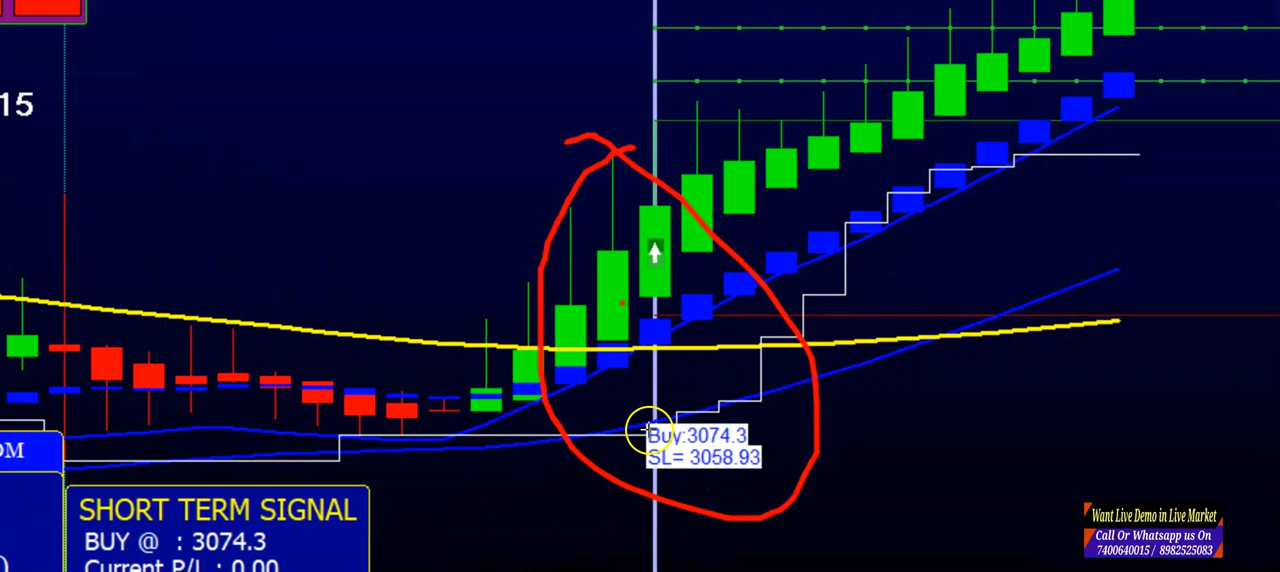 15
Buy:3074.3
SL= 3058.93
OM
SHORT TERM SIGNAL
BUY @ : 3074.3
Current P/L : 0.00
Want Live Demo in Live Market
Call Or Whatsapp us On
7400640015 / 8982525083